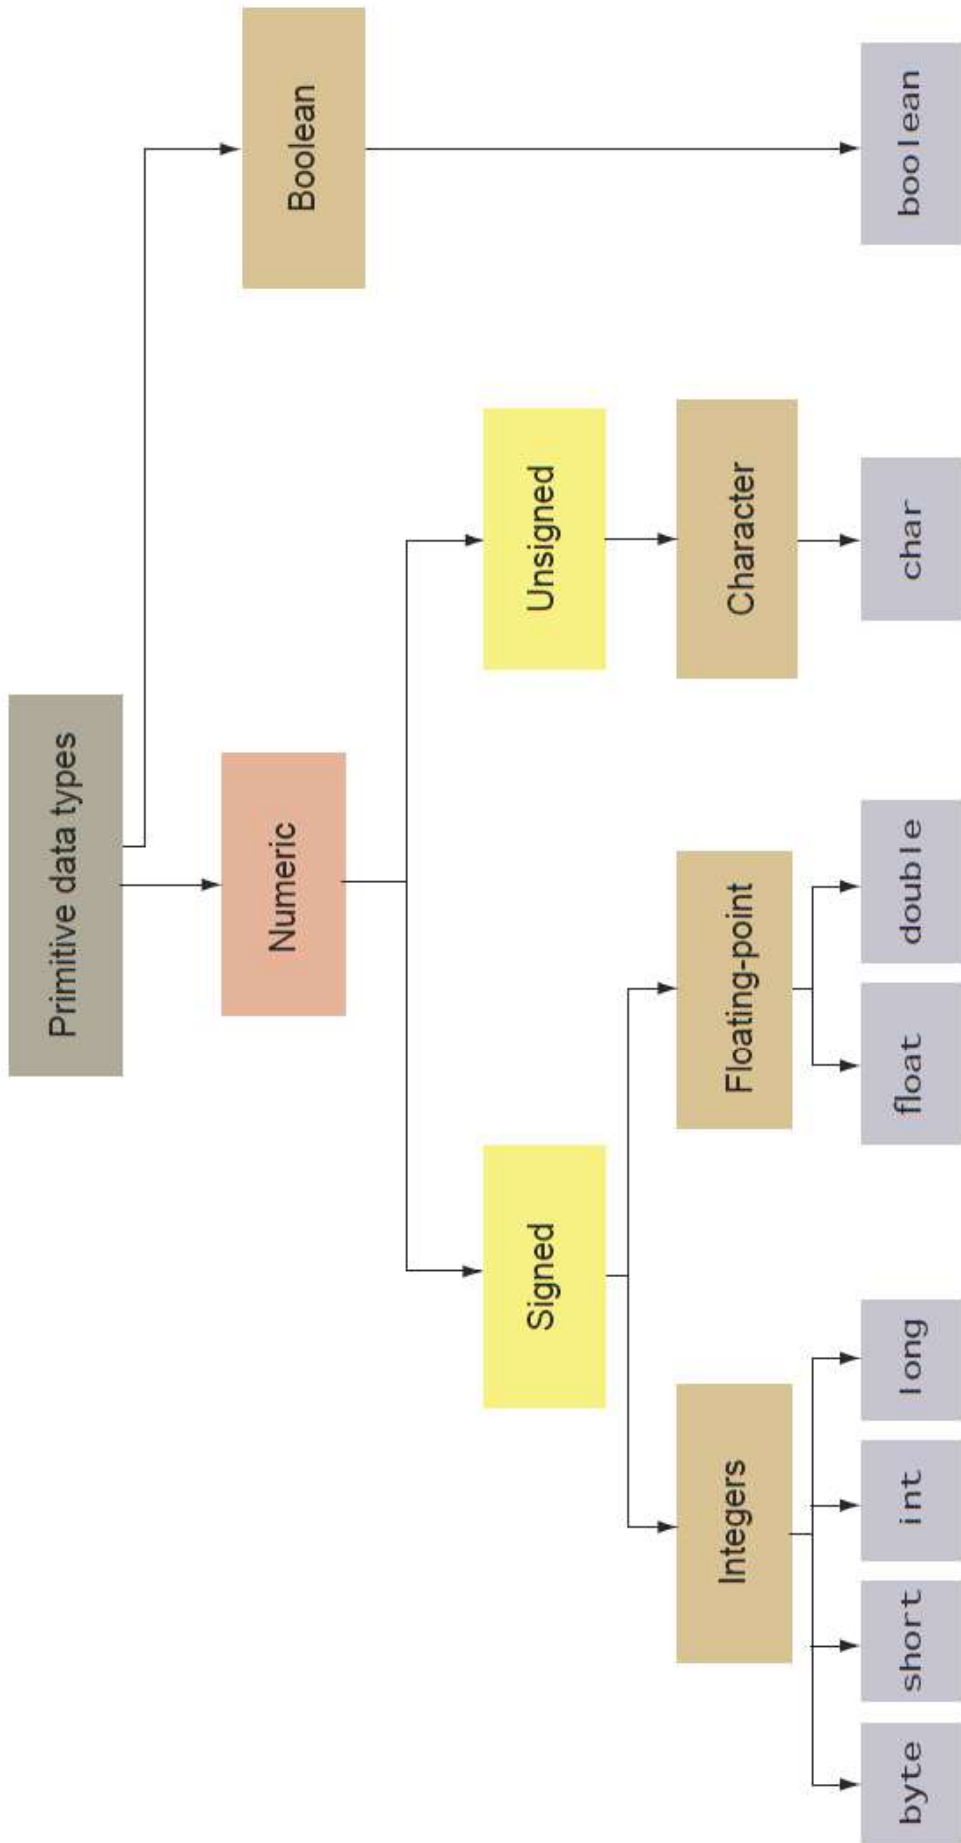 Primitive data types
Numeric
Boolean
Signed
Unsigned
Integers
Floating-point
Character
byte
short
int
long
float
double
char
boolean